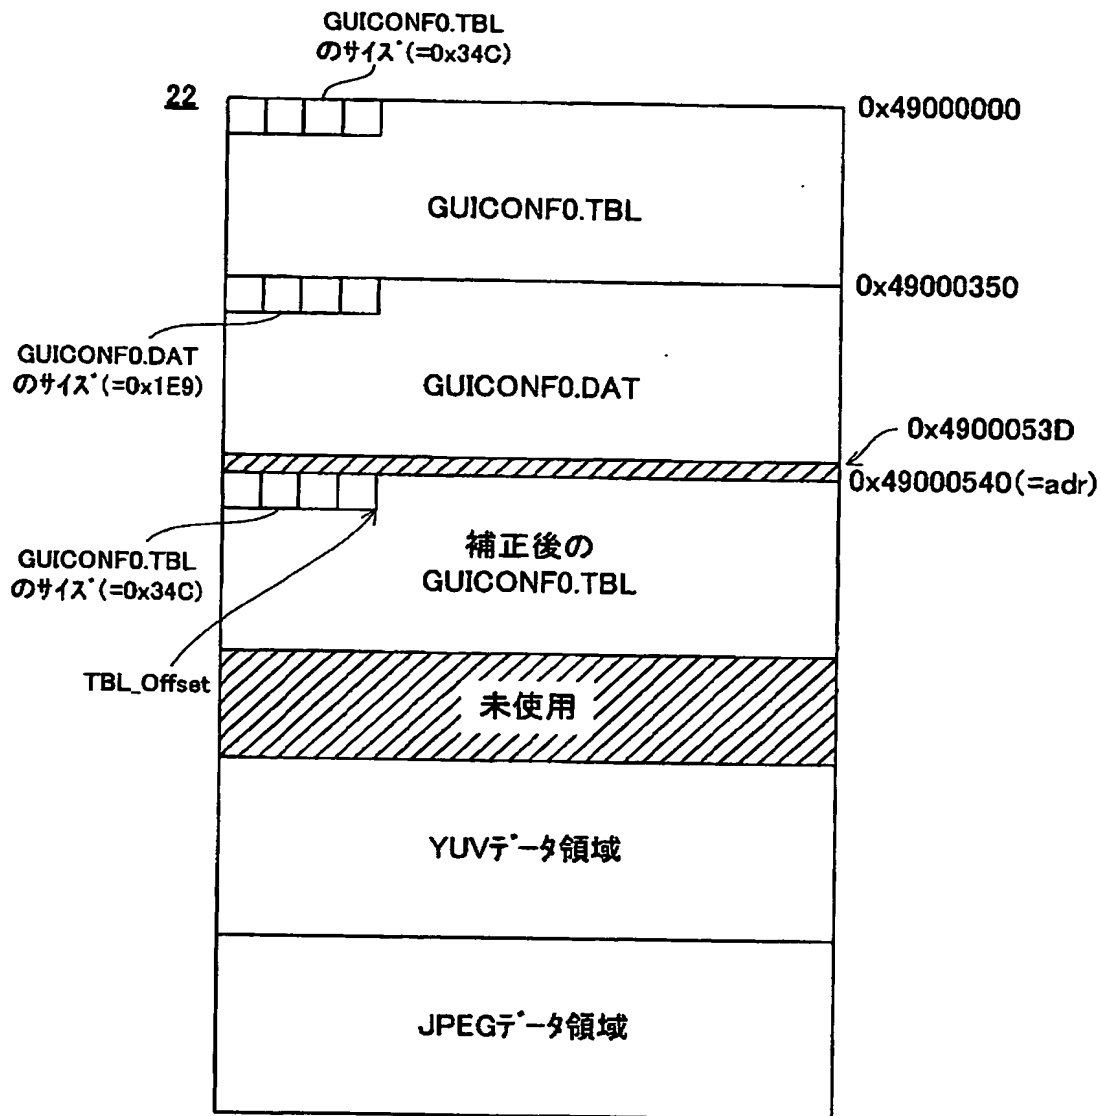 GUICONF0.TBL
のサイズ(=0x34C)
22
0x49000000
GUICONF0.TBL
0x49000350
GUICONF0.DAT
のサイズ(=0x1E9)
GUICONF0.DAT
0x4900053D
0x49000540(=adr)
GUICONF0.TBL
のサイズ(=0x34C)
補正後の
GUICONF0.TBL
TBL_Offset
未使用
YUVデータ領域
JPEGデータ領域